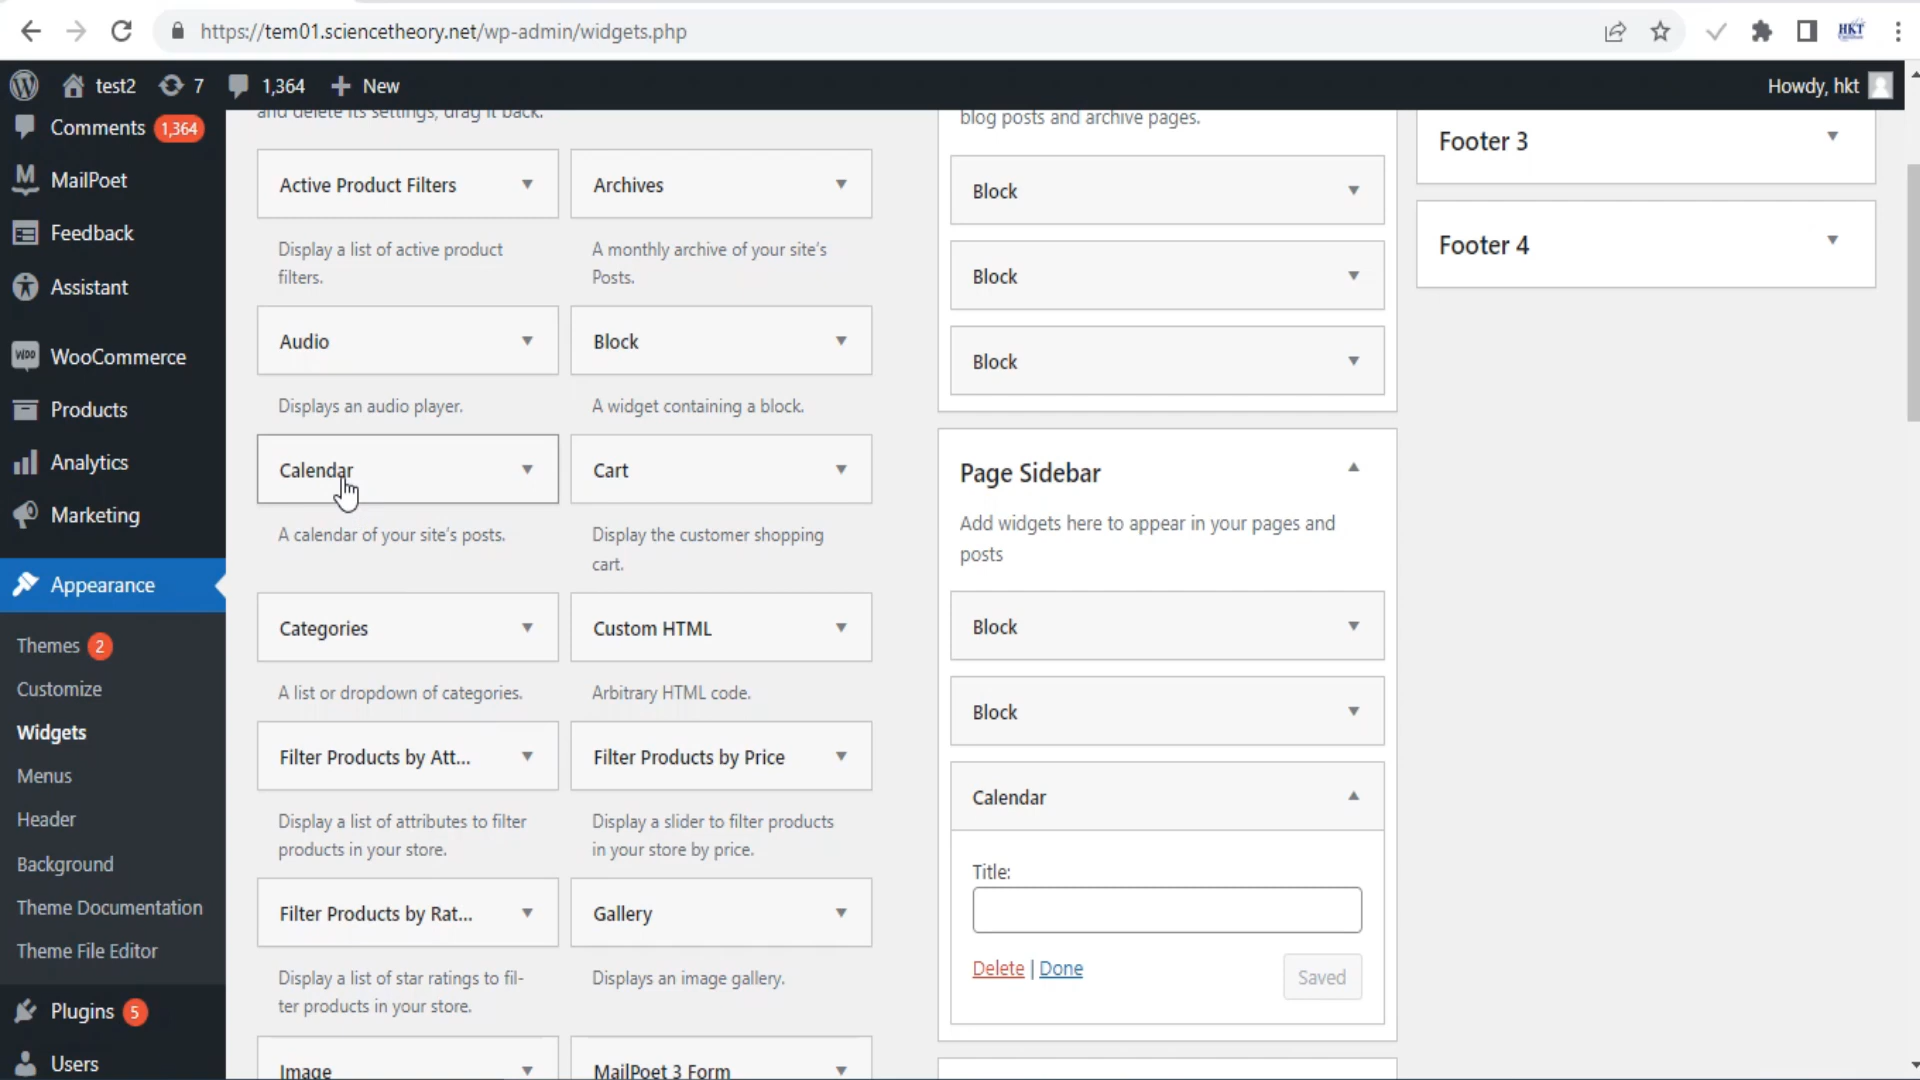 https://tem01.sciencetheory.net/wp-admin/widgets.php
HKT
test2
7
1,364
New
Howdy, hkt
Comments 1,364
MailPoet
Feedback
Assistant
WooCommerce
Products
Analytics
Marketing
Appearance
Themes 2
Customize
Widgets
Menus
Header
Background
Theme Documentation
Theme File Editor
Plugins 5
Users
and delete its settings, drag it back.
Active Product Filters
Display a list of active product
filters.
Archives
A monthly archive of your site's
Posts.
Audio
Displays an audio player.
Block
A widget containing a block.
Calendar
A calendar of your site's posts.
Cart
Display the customer shopping
cart.
Categories
A list or dropdown of categories.
Custom HTML
Arbitrary HTML code.
Filter Products by Att...
Display a list of attributes to filter
products in your store.
Filter Products by Price
Display a slider to filter products
in your store by price.
Filter Products by Rat...
Display a list of star ratings to fil-
ter products in your store.
Gallery
Displays an image gallery.
Image
MailPoet 3 Form
blog posts and archive pages.
Block
Block
Block
Page Sidebar
Add widgets here to appear in your pages and
posts
Block
Block
Calendar
Title:
Delete | Done
Saved
Footer 3
Footer 4